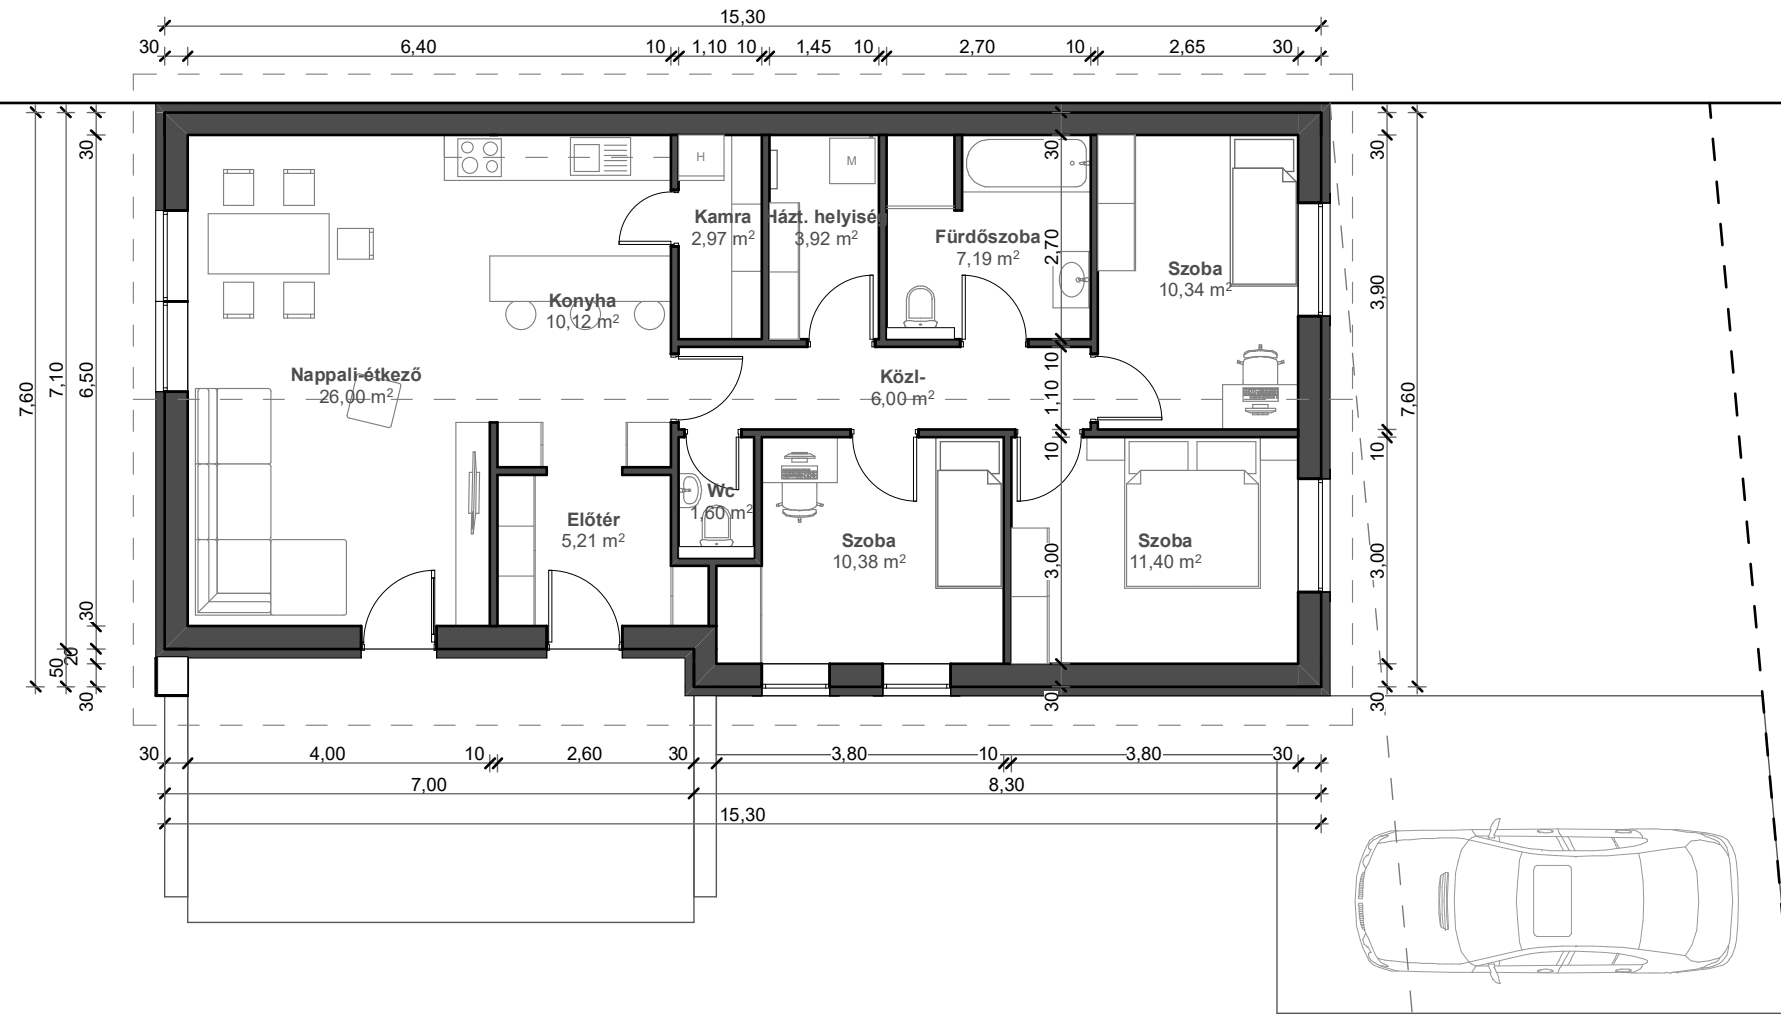 15,30
30 6,40 10 1,10 10 1,45 10 2,70 10 2,65 30
7,60
7,10
30 6,50 30
50 20
30
H
M
Kamra
2,97 m²
Házt. helyisé
3,92 m²
Fürdőszoba
7,19 m²
Szoba
10,34 m²
Konyha
10,12 m²
Nappali-étkező
26,00 m²
Közl-
6,00 m²
Wc
1,60 m²
Előtér
5,21 m²
Szoba
10,38 m²
Szoba
11,40 m²
30 2,70 10 1,10 10 3,00 30
30 3,90 10 3,00 30
7,60
30 4,00 10 2,60 30 3,80 10 3,80 30
7,00 8,30
15,30